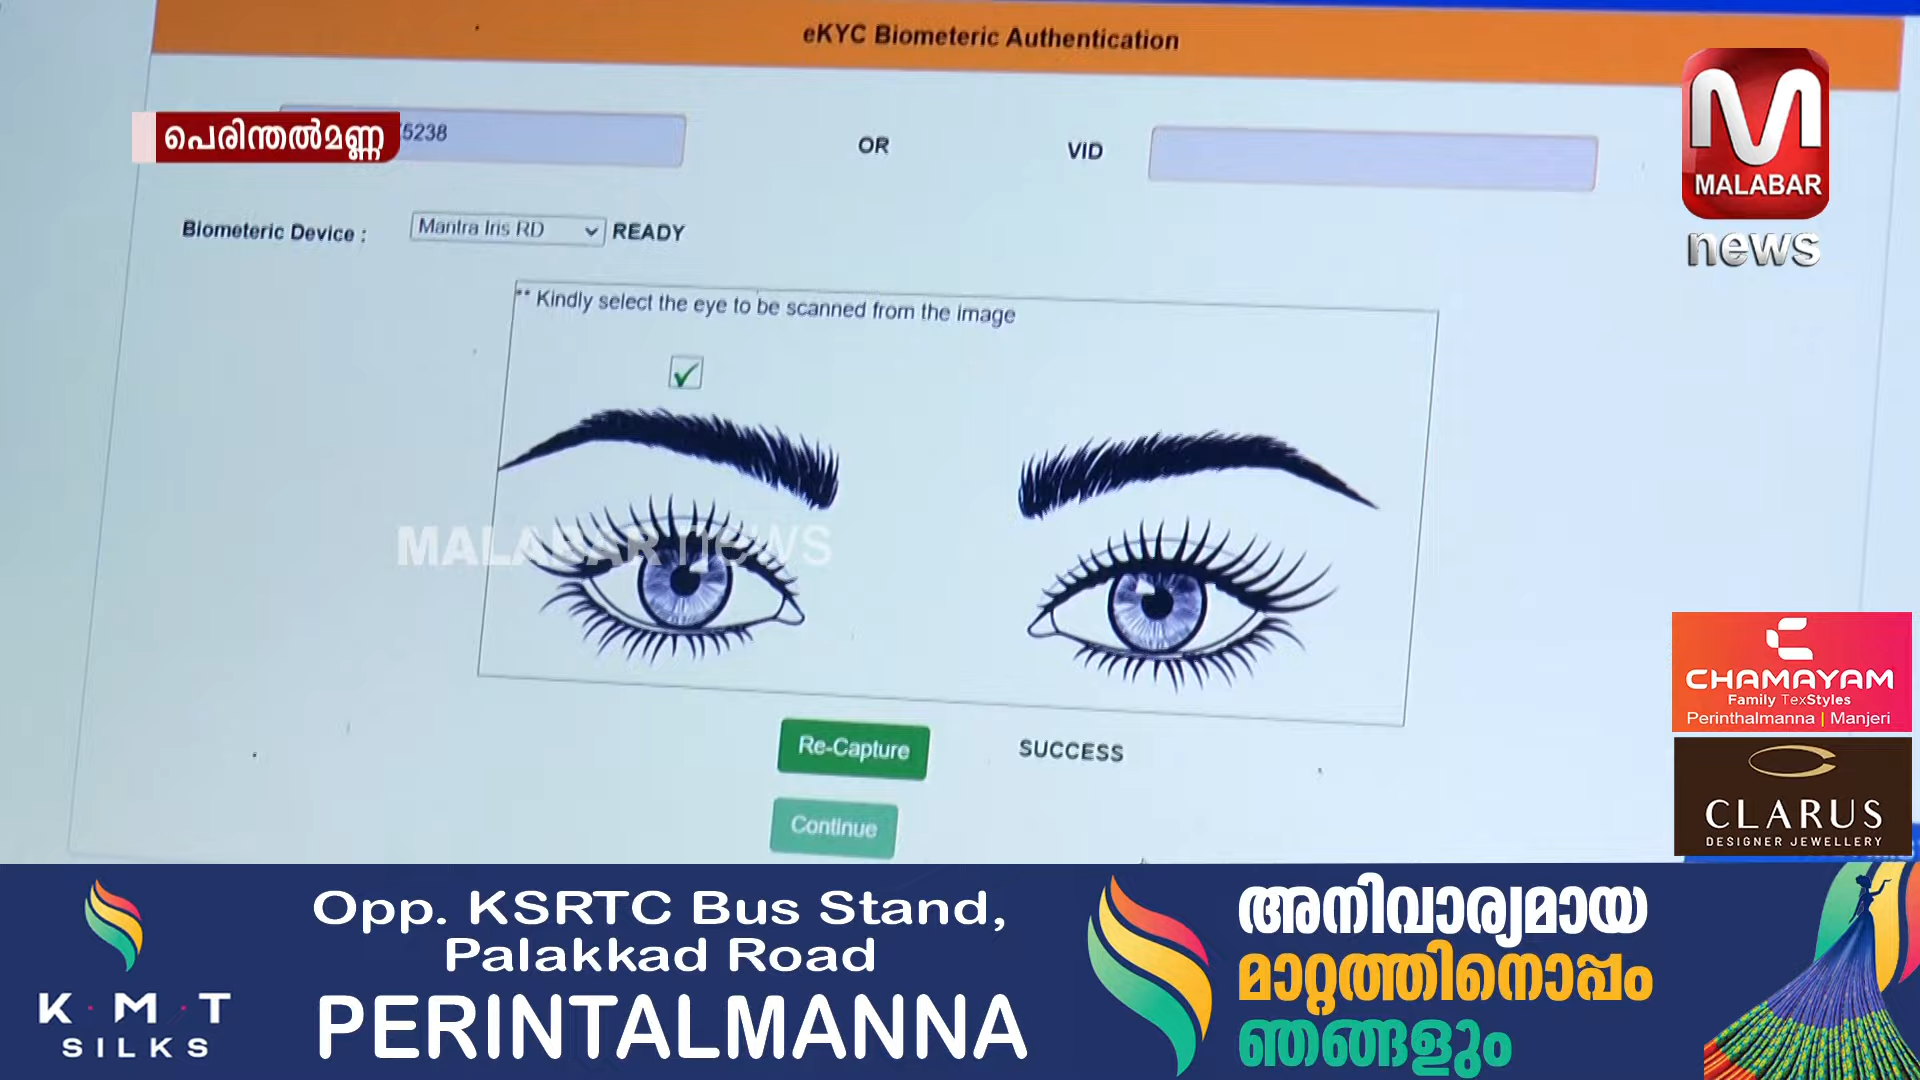 eKYC Biometeric Authentication
പെരിന്തൽമണ്ണ
5238
OR
VID
MALABAR
news
Biometeric Device :
Mantra Iris RD
READY
** Kindly select the eye to be scanned from the image
MALABAR news
Re-Capture
SUCCESS
Continue
CHAMAYAM
Family TexStyles
Perinthalmanna | Manjeri
CLARUS
DESIGNER JEWELLERY
K·M·T
SILKS
Opp. KSRTC Bus Stand,
Palakkad Road
PERINTALMANNA
അനിവാര്യമായ
മാറ്റത്തിനൊപ്പം
ഞങ്ങളും